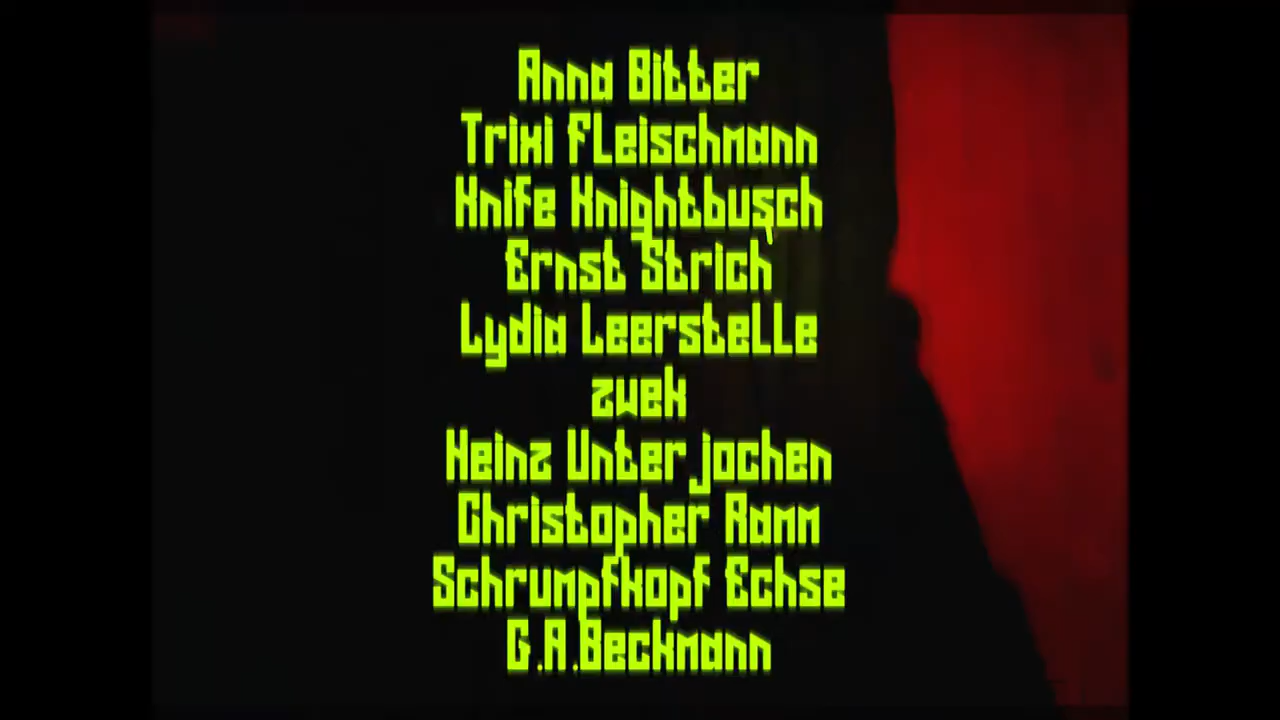 Anna Bitter
Trixi Fleischmann
Knife Knightbusch
Ernst Strich
Lydia Leerstelle
zwek
Heinz Unterjochen
Christopher Ramm
Schrumpfkopf Echse
G.A.Beckmann